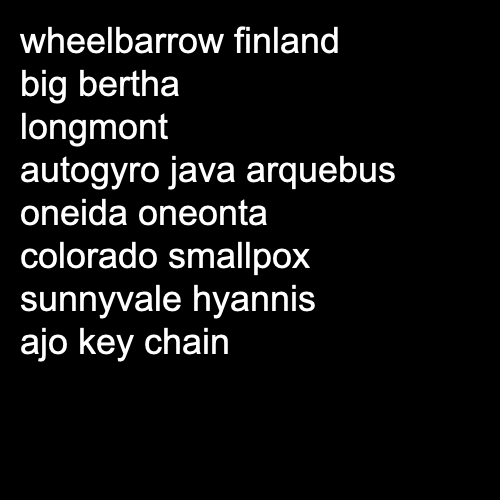 wheelbarrow finland
big bertha
longmont
autogyro java arquebus
oneida oneonta
colorado smallpox
sunnyvale hyannis
ajo key chain